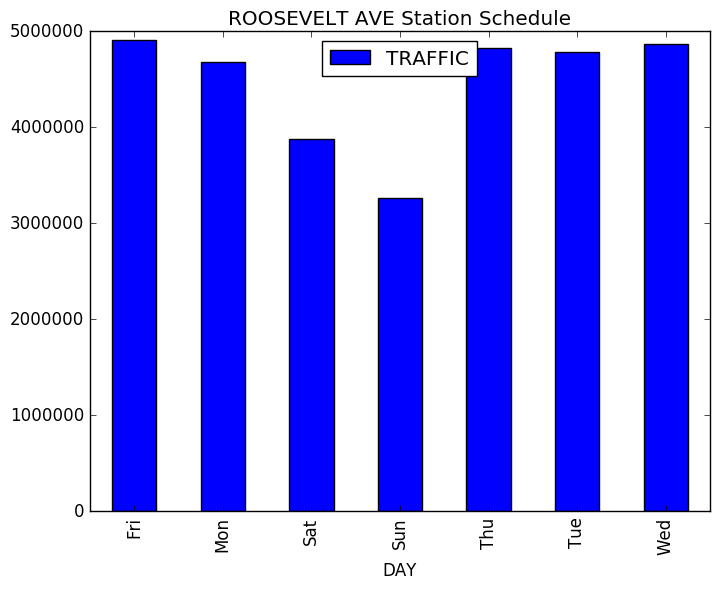 ROOSEVELT AVE Station Schedule
TRAFFIC
5000000
4000000
3000000
2000000
1000000
0
Fri
Mon
Sat
Sun
Thu
Tue
Wed
DAY